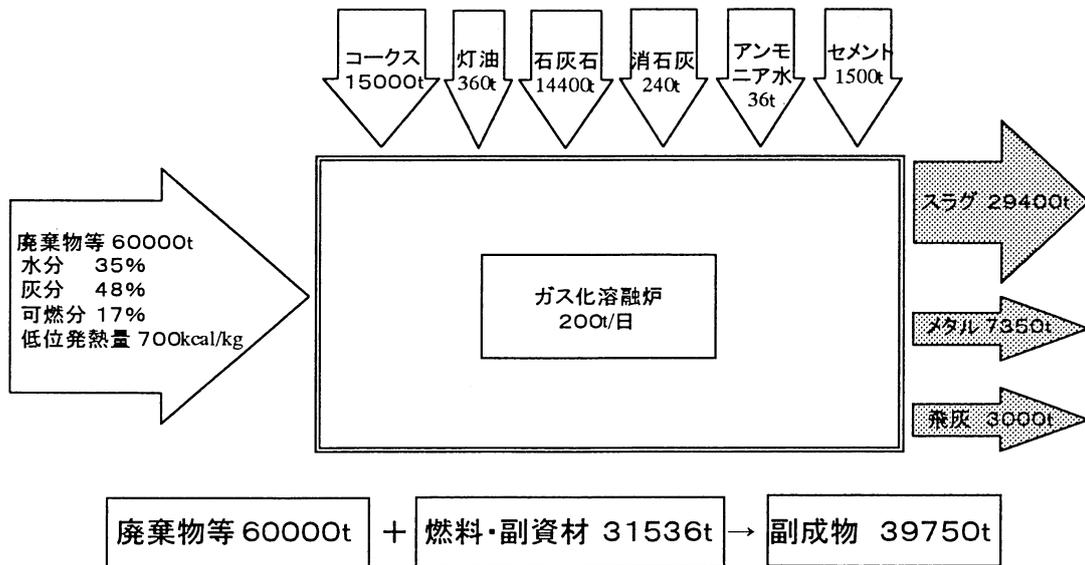 コークス
15000t
灯油
360t
石灰石
14400t
消石灰
240t
アンモ
ニア水
36t
セメント
1500t
廃棄物等 60000t
水分 35%
灰分 48%
可燃分 17%
低位発熱量 700kcal/kg
ガス化溶融炉
200t/日
スラグ 29400t
メタル 7350t
飛灰 3000t
廃棄物等 60000t + 燃料・副資材 31536t → 副成物 39750t